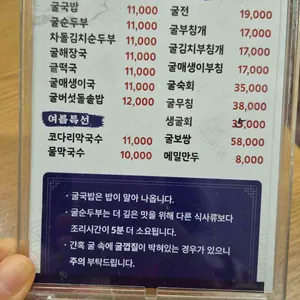 굴국밥 11,000
굴순두부 11,000
차돌김치순두부 11,000
굴해장국 11,000
굴떡국 11,000
굴매생이국 11,000
굴버섯돌솥밥 12,000
여름특선
코다리막국수 11,000
물막국수 10,000
굴전 19,000
굴부침개 17,000
굴김치부침개 17,000
굴매생이부침 17,000
굴숙회 35,000
굴무침 38,000
생굴회 35,000
굴보쌈 58,000
메밀만두 8,000
· 굴국밥은 밥이 말아 나옵니다.
· 굴순두부는 더 깊은 맛을 위해 다른 식사류보다
조리시간이 5분 더 소요됩니다.
· 간혹 굴 속에 굴껍질이 박혀있는 경우가 있으니
주의 부탁드립니다.